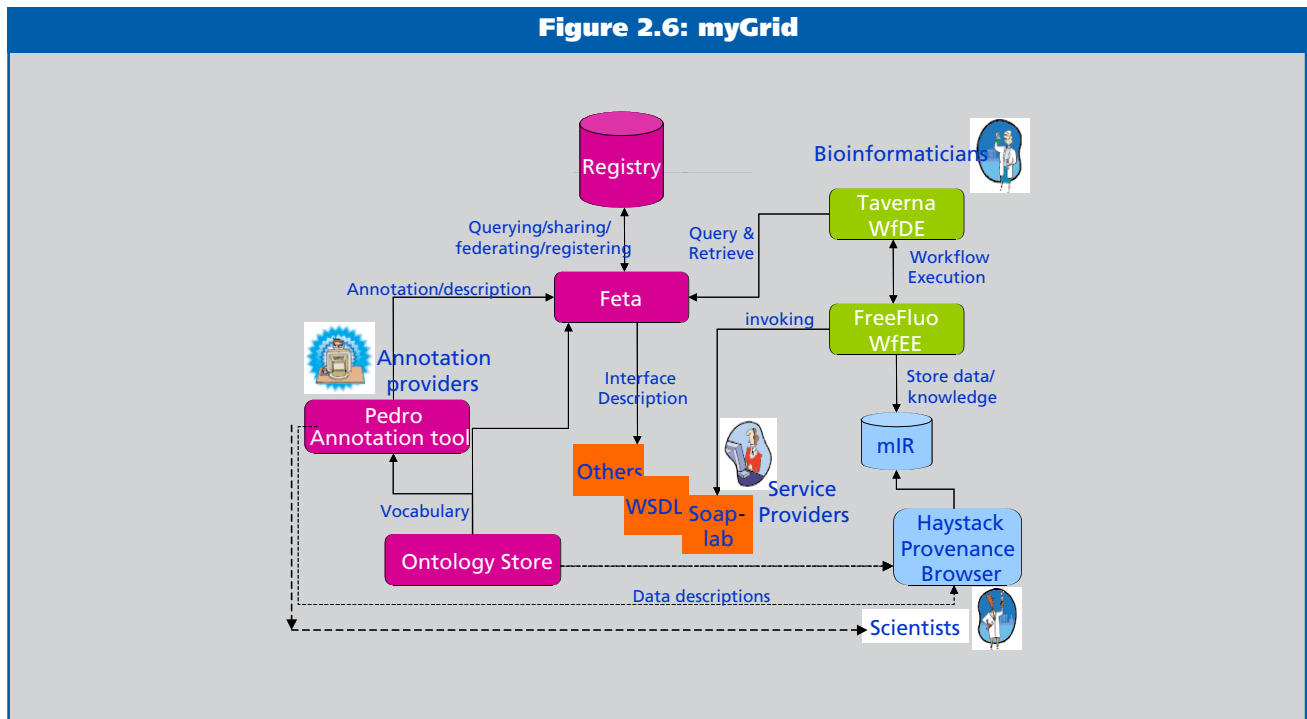 Figure 2.6: myGrid
Registry
Bioinformaticians
Taverna
WfDE
Querying/sharing/
federating/registering
Query &
Retrieve
Workflow
Execution
Annotation/description
Feta
invoking
FreeFluo
WfEE
Annotation
providers
Interface
Description
Store data/
knowledge
Pedro
Annotation tool
mIR
Others
WSDL
Soap-
lab
Service
Providers
Vocabulary
Haystack
Provenance
Browser
Ontology Store
Data descriptions
Scientists